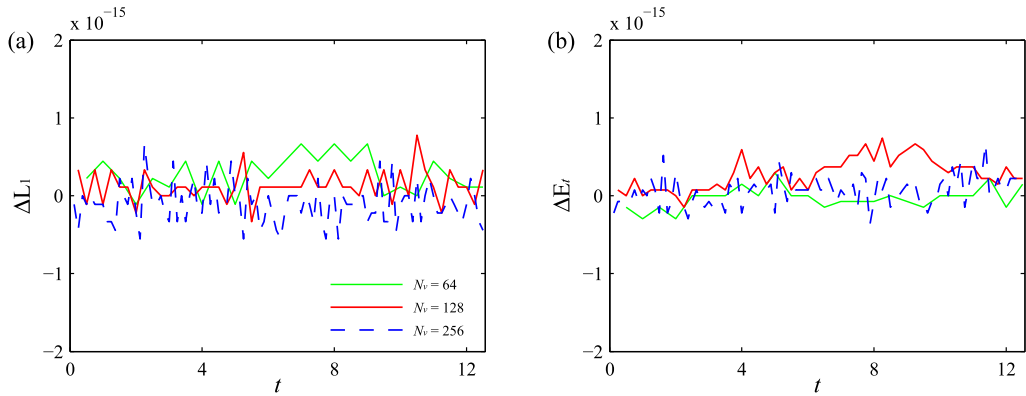 (a)
x 10⁻¹⁵
2
1
0
−1
−2
ΔL₁
0 4 8 12
t
Nᵥ = 64
Nᵥ = 128
Nᵥ = 256
(b)
x 10⁻¹⁵
2
1
0
−1
−2
ΔEₜ
0 4 8 12
t